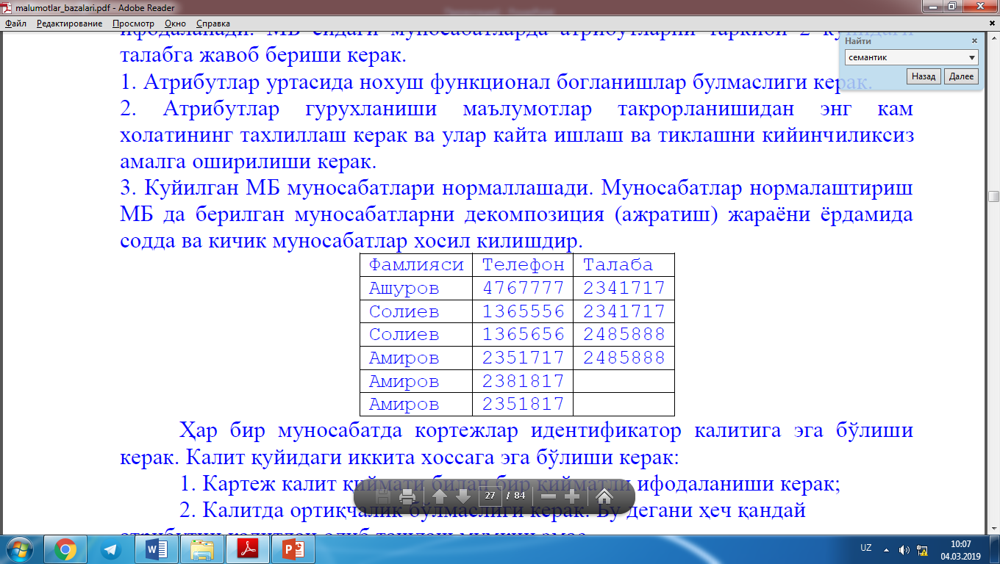 malumotlar_bazalari.pdf - Adobe Reader
Файл Редактирование Просмотр Окно Справка
Найти
семантик
Назад Далее
талабга жавоб бериши керак.
1. Атрибутлар уртасида нохуш функционал богланишлар булмаслиги керак.
2. Атрибутлар гурухланиши маълумотлар такрорланишидан энг кам
холатининг тахлиллаш керак ва улар кайта ишлаш ва тиклашни кийинчиликсиз
амалга оширилиши керак.
3. Куйилган МБ муносабатлари нормаллашади. Муносабатлар нормалаштириш
МБ да берилган муносабатларни декомпозиция (ажратиш) жараёни ёрдамида
содда ва кичик муносабатлар хосил килишдир.
Фамлияси Телефон Талаба
Ашуров 4767777 2341717
Солиев 1365556 2341717
Солиев 1365656 2485888
Амиров 2351717 2485888
Амиров 2381817
Амиров 2351817
Ҳар бир муносабатда кортежлар идентификатор калитига эга бўлиши
керак. Калит қуйидаги иккита хоссага эга бўлиши керак:
1. Картеж калит қиймати билан бир қийматли ифодаланиши керак;
27 / 84
2. Калитда ортиқчалик бўлмаслиги керак. Бу дегани ҳеч қандай
UZ
10:07
04.03.2019